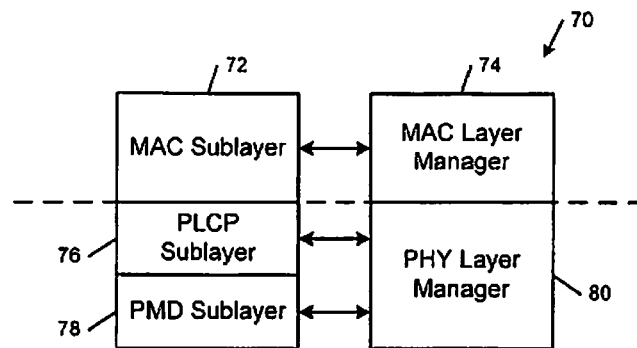 70
72
74
MAC Sublayer
MAC Layer
Manager
PLCP
Sublayer
76
PHY Layer
Manager
80
PMD Sublayer
78